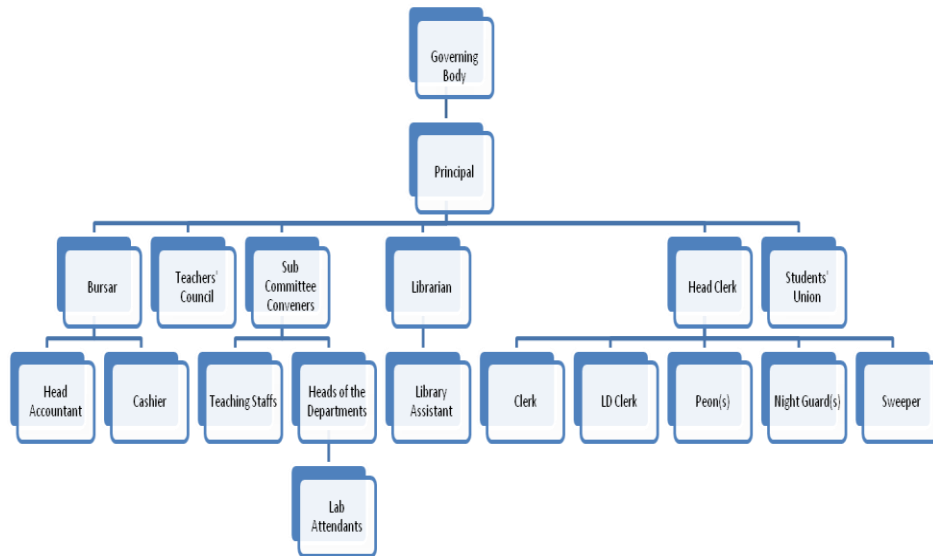 Governing
Body
Principal
Bursar
Teachers'
Council
Sub
Committee
Conveners
Librarian
Head Clerk
Students'
Union
Head
Accountant
Cashier
Teaching Staffs
Heads of the
Departments
Library
Assistant
Clerk
LD Clerk
Peon(s)
Night Guard(s)
Sweeper
Lab
Attendants